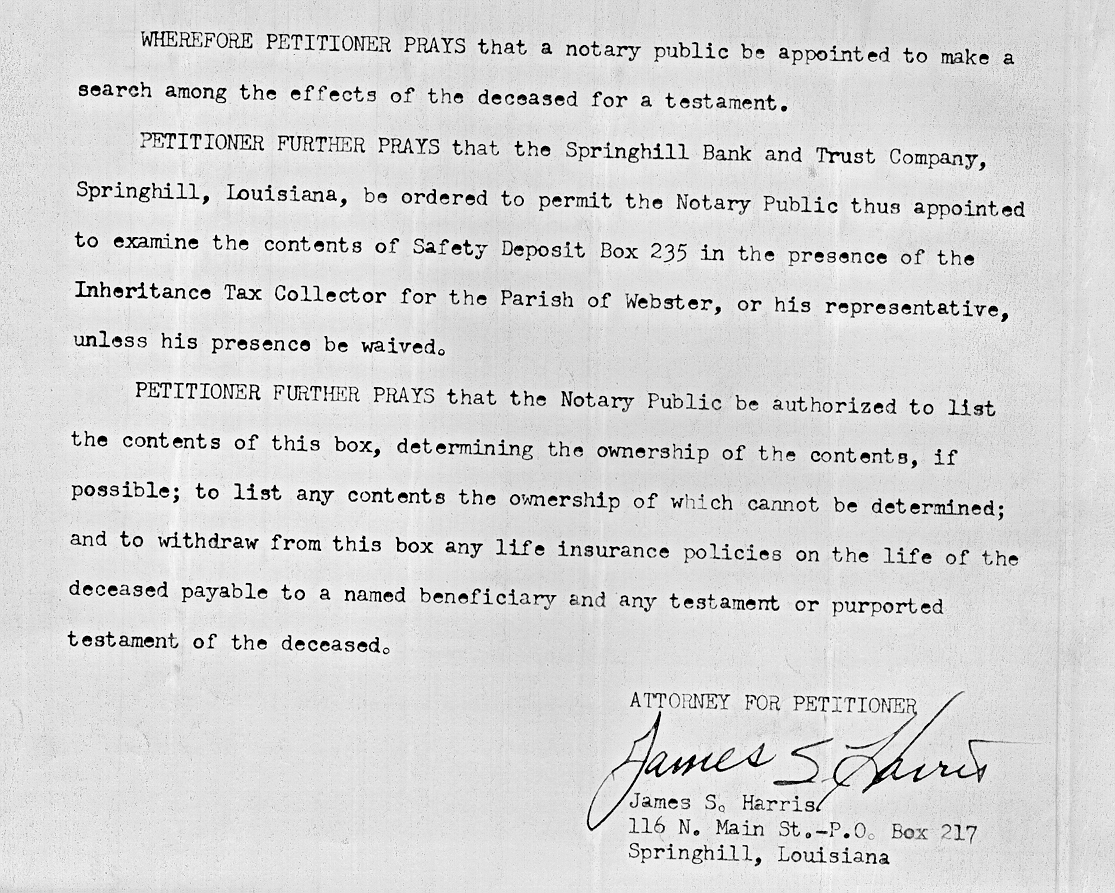 WHEREFORE PETITIONER PRAYS that a notary public be appointed to make a
search among the effects of the deceased for a testament.
PETITIONER FURTHER PRAYS that the Springhill Bank and Trust Company,
Springhill, Louisiana, be ordered to permit the Notary Public thus appointed
to examine the contents of Safety Deposit Box 235 in the presence of the
Inheritance Tax Collector for the Parish of Webster, or his representative,
unless his presence be waived.
PETITIONER FURTHER PRAYS that the Notary Public be authorized to list
the contents of this box, determining the ownership of the contents, if
possible; to list any contents the ownership of which cannot be determined;
and to withdraw from this box any life insurance policies on the life of the
deceased payable to a named beneficiary and any testament or purported
testament of the deceased.
ATTORNEY FOR PETITIONER
James S Harris
James S. Harris
116 N. Main St.-P.O. Box 217
Springhill, Louisiana